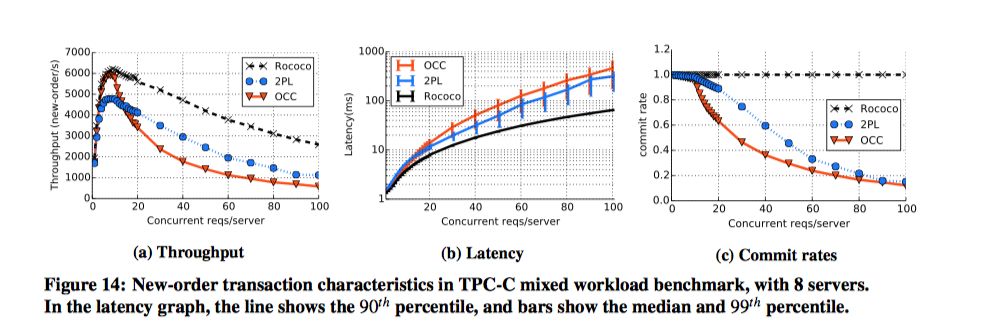 7000
6000
5000
4000
3000
2000
1000
0
Throughput (new-order/s)
Rococo
2PL
OCC
0 20 40 60 80 100
Concurrent reqs/server
(a) Throughput
1000
100
10
1
Latency(ms)
OCC
2PL
Rococo
20 40 60 80 100
Concurrent reqs/server
(b) Latency
1.2
1.0
0.8
0.6
0.4
0.2
0.0
commit rate
Rococo
2PL
OCC
0 20 40 60 80 100
Concurrent reqs/server
(c) Commit rates
Figure 14: New-order transaction characteristics in TPC-C mixed workload benchmark, with 8 servers.
In the latency graph, the line shows the 90th percentile, and bars show the median and 99th percentile.